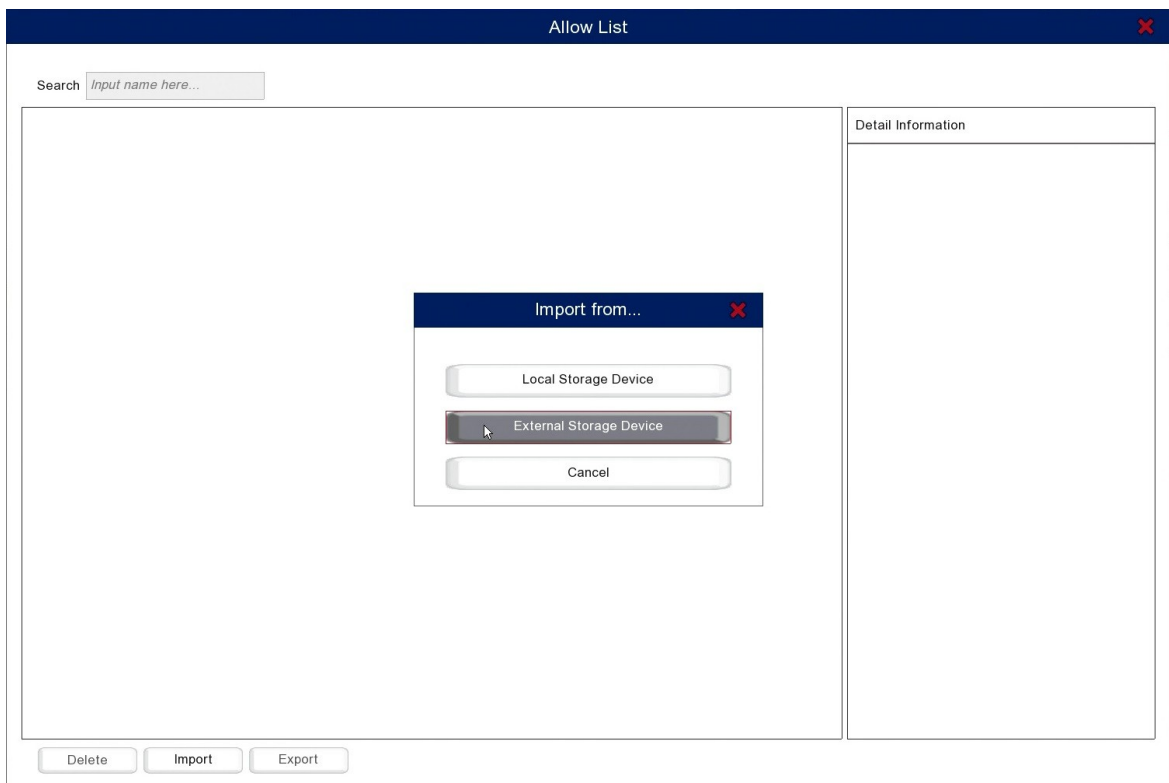 Allow List
Search Input name here...
Detail Information
Import from...
Local Storage Device
External Storage Device
Cancel
Delete Import Export